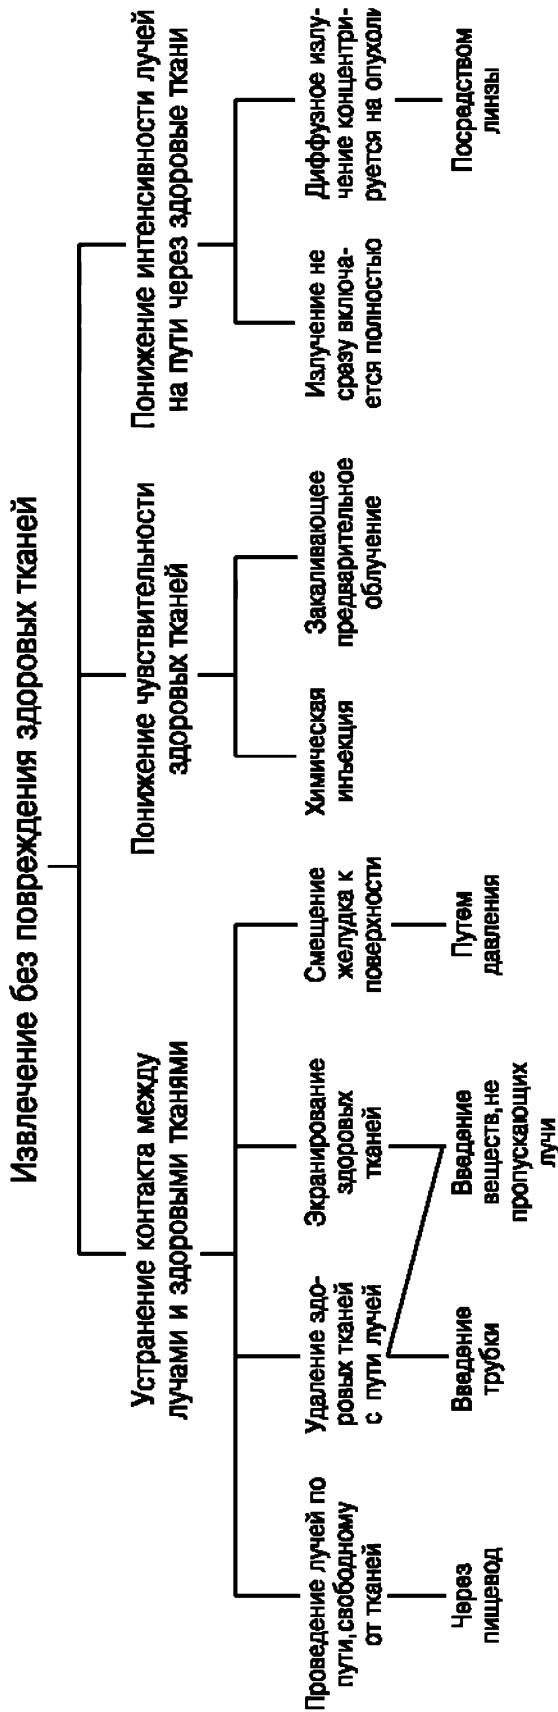 Извлечение без повреждения здоровых тканей
Устранение контакта между
лучами и здоровыми тканями
Понижение чувствительности
здоровых тканей
Понижение интенсивности лучей
на пути через здоровые ткани
Проведение лучей по
пути,свободному
от тканей
Удаление здо-
ровых тканей
с пути лучей
Экранирование
здоровых
тканей
Смещение
желудка к
поверхности
Химическая
инъекция
Закаливающее
предварительное
облучение
Излучение не
сразу включа-
ется полностью
Диффузное излу-
чение концентри-
руется на опухоли
Через
пищевод
Введение
трубки
Введение
веществ,не
пропускающих
лучи
Путем
давления
Посредством
линзы